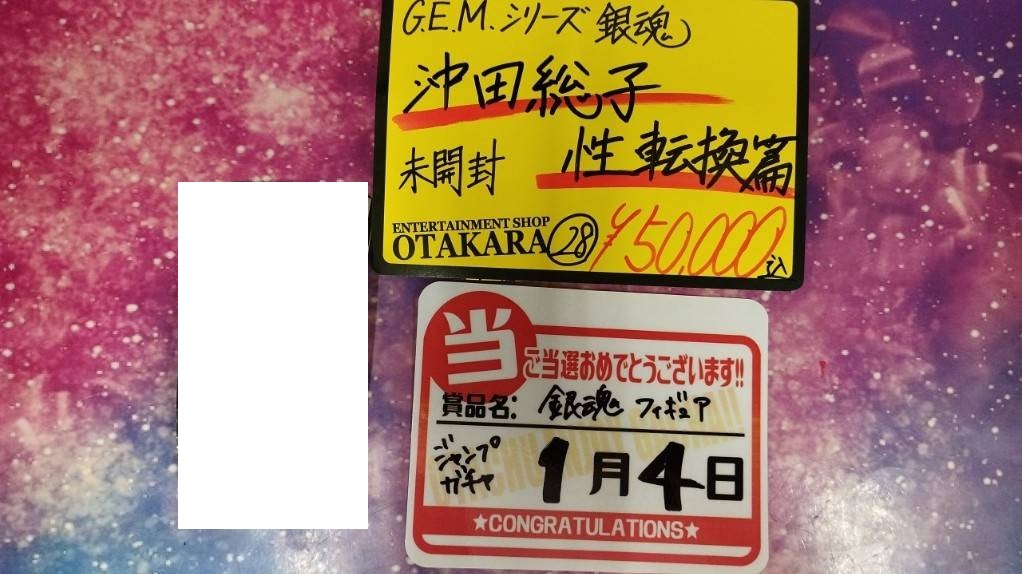 G.E.M.シリーズ 銀魂
沖田総子
未開封 性転換篇
ENTERTAINMENT SHOP
OTAKARA 28 ¥50,000込
当 ご当選おめでとうございます!!
賞品名: 銀魂 フィギュア
ジャンプ
ガチャ 1月4日
★CONGRATULATIONS★